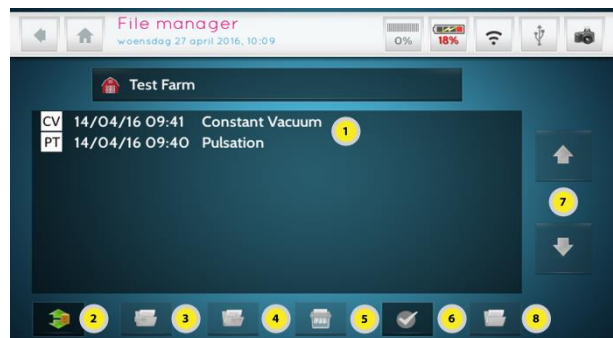 File manager
woensdag 27 april 2016, 10:09
0%
18%
Test Farm
CV 14/04/16 09:41 Constant Vacuum
1
PT 14/04/16 09:40 Pulsation
7
2
3
4
5
6
8